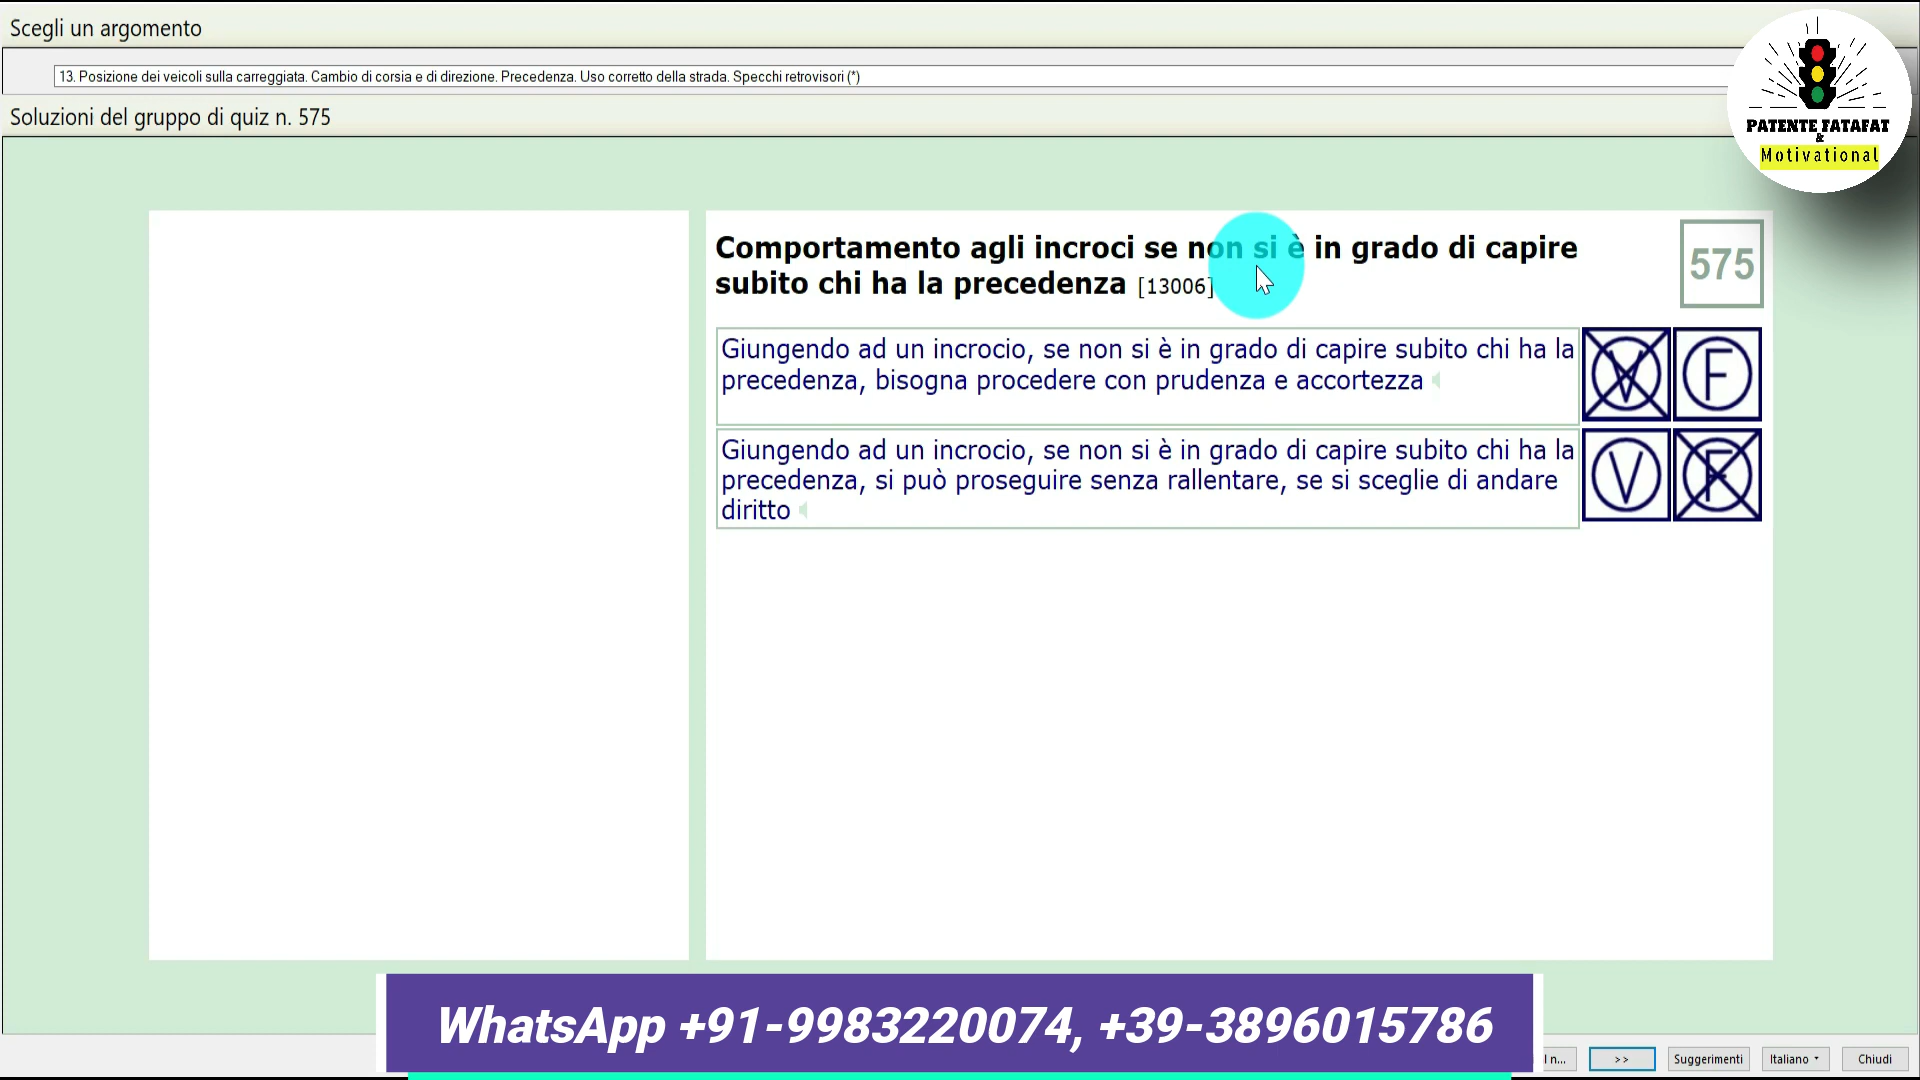 Scegli un argomento
13. Posizione dei veicoli sulla carreggiata. Cambio di corsia e di direzione. Precedenza. Uso corretto della strada. Specchi retrovisori (*)
Soluzioni del gruppo di quiz n. 575
PATENTE FATAFAT
&
Motivational
Comportamento agli incroci se non si è in grado di capire
subito chi ha la precedenza [13006]
575
Giungendo ad un incrocio, se non si è in grado di capire subito chi ha la
precedenza, bisogna procedere con prudenza e accortezza
V F
Giungendo ad un incrocio, se non si è in grado di capire subito chi ha la
precedenza, si può proseguire senza rallentare, se si sceglie di andare
diritto
V F
WhatsApp +91-9983220074, +39-3896015786
>>
Suggerimenti
Italiano
Chiudi